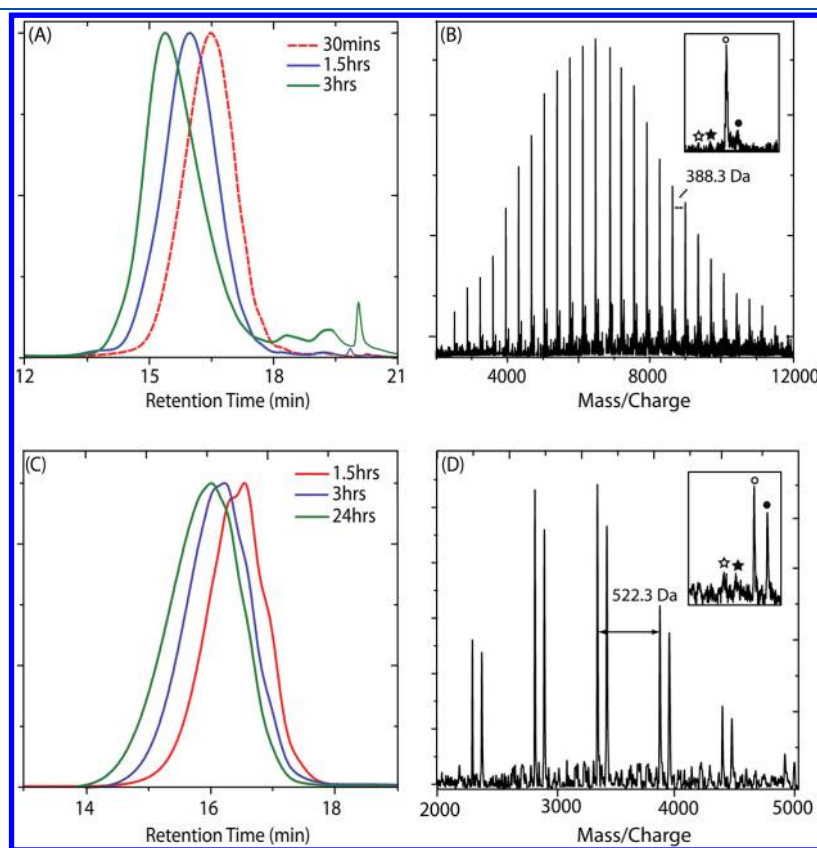 (A)
30mins
1.5hrs
3hrs
12 15 18 21
Retention Time (min)
(B)
388.3 Da
4000 8000 12000
Mass/Charge
(C)
1.5hrs
3hrs
24hrs
14 16 18
Retention Time (min)
(D)
522.3 Da
2000 3000 4000 5000
Mass/Charge